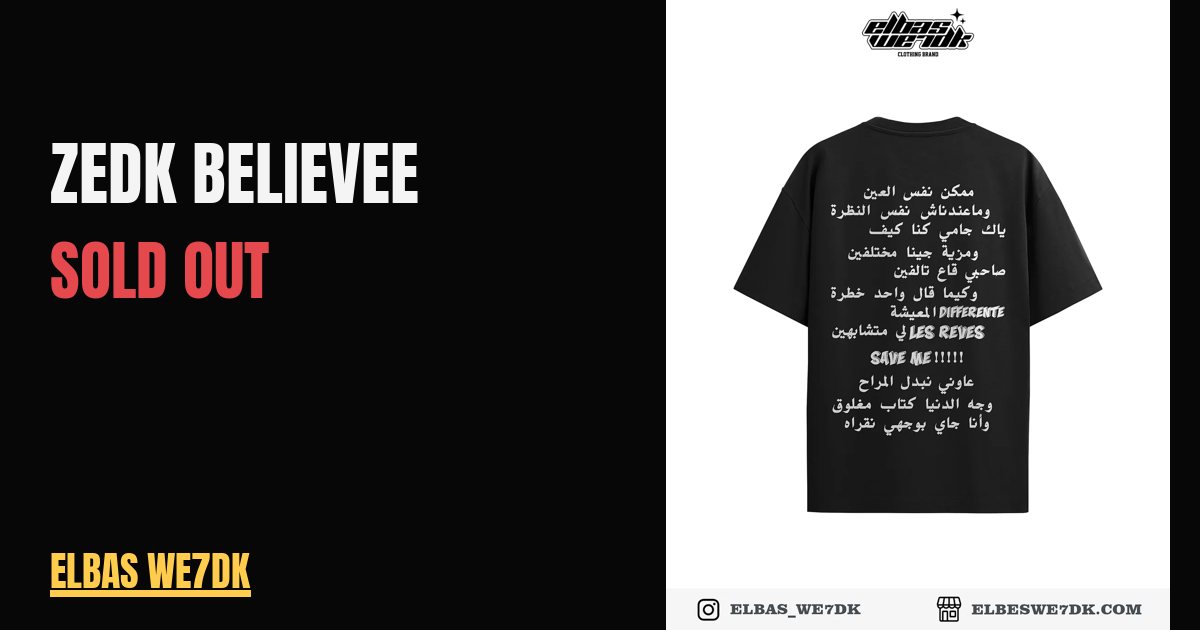 ZEDK BELIEVEE
SOLD OUT
ELBAS WE7DK
elbas
we7dk
CLOTHING BRAND
ممكن نفس العين
وماعندناش نفس النظرة
ياك جامي كنا كيف
ومزية جينا مختلفين
صاحبي قاع تالفين
وكيما قال واحد خطرة
DIFFERENTE المعيشة
LES REVES لي متشابهين
SAVE ME!!!!!
عاوني نبدل المراح
وجه الدنيا كتاب مغلوق
وأنا جاي بوجهي نقراه
ELBAS_WE7DK
ELBESWE7DK.COM